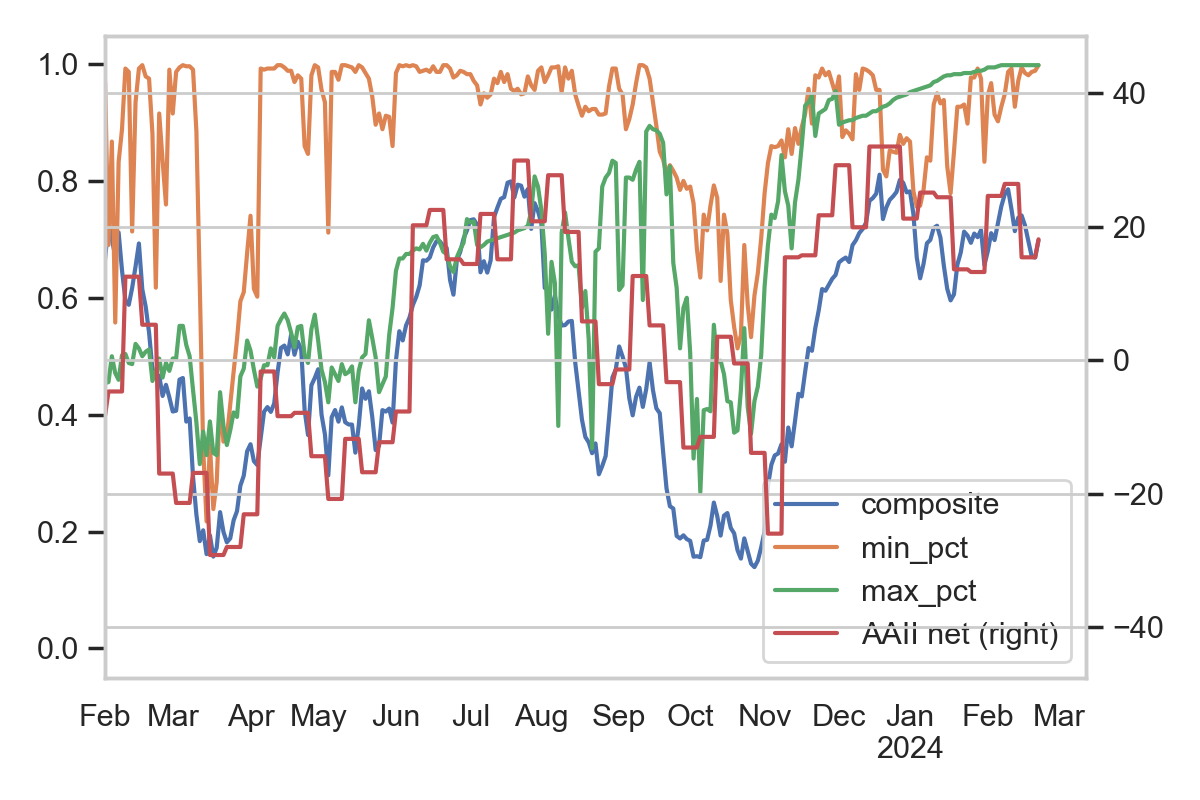 1.0
0.8
0.6
0.4
0.2
0.0
40
20
0
−20
−40
composite
min_pct
max_pct
AAII net (right)
Feb Mar Apr May Jun Jul Aug Sep Oct Nov Dec Jan Feb Mar
2024